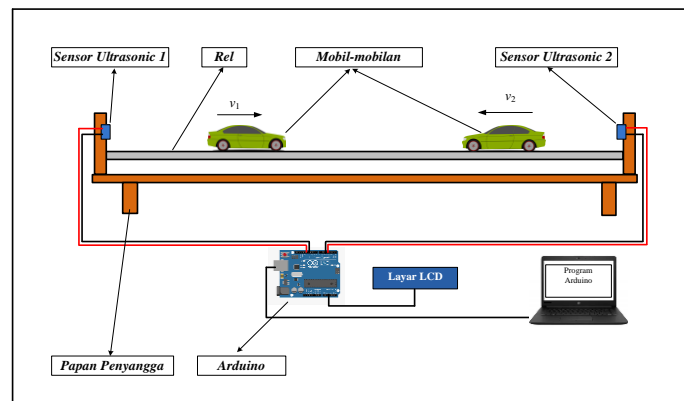 Sensor Ultrasonic 1
Rel
Mobil-mobilan
Sensor Ultrasonic 2
v1
v2
Layar LCD
Program
Arduino
Papan Penyangga
Arduino